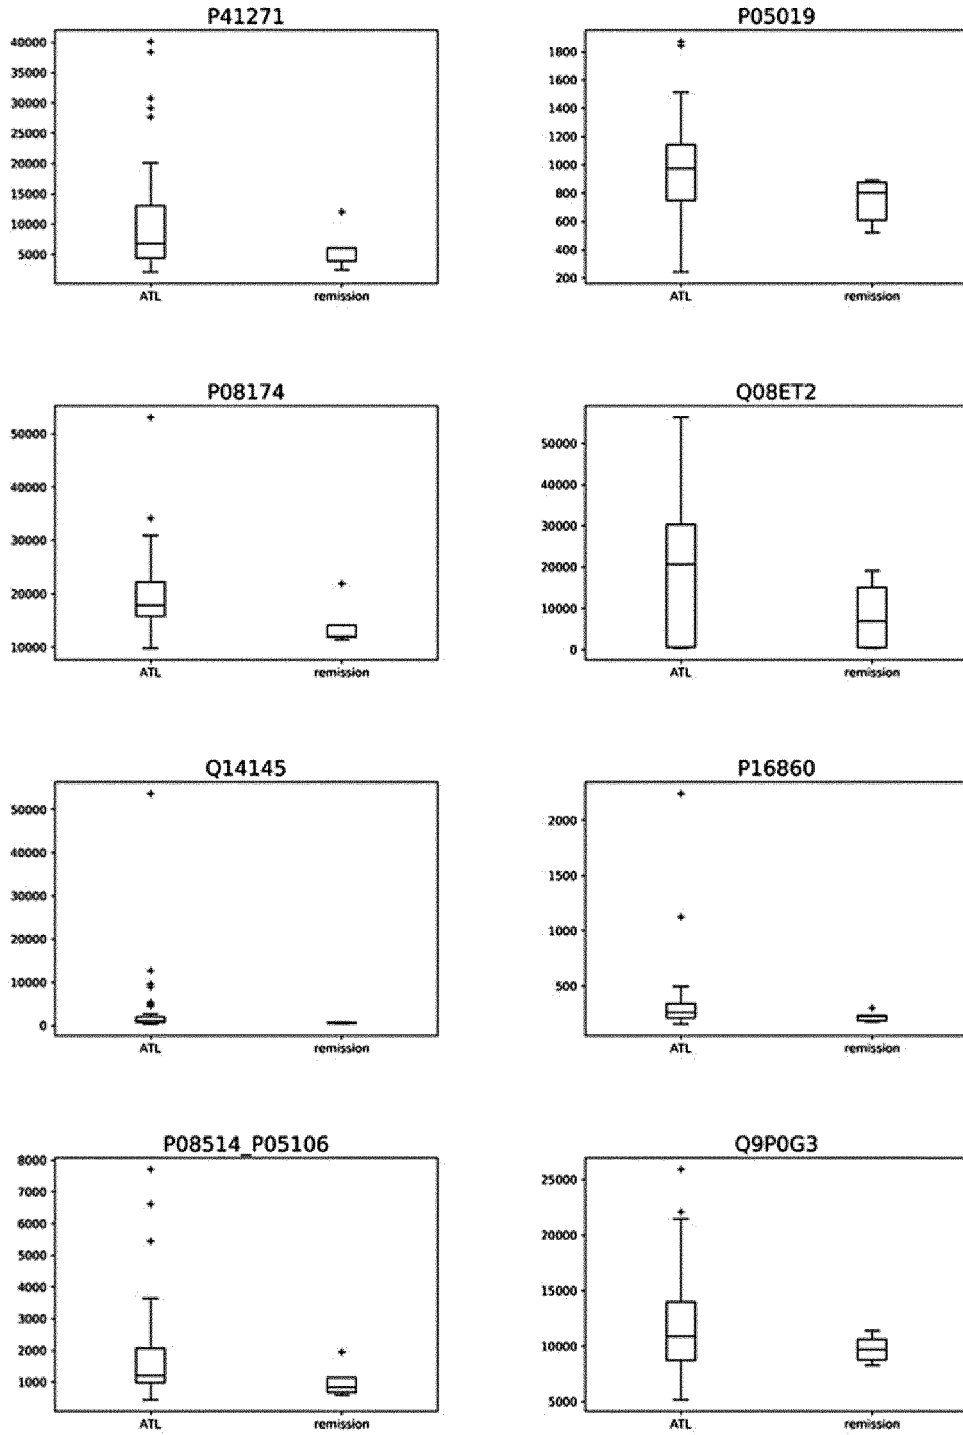 P41271
40000
35000
30000
25000
20000
15000
10000
5000
ATL
remission
P05019
1800
1600
1400
1200
1000
800
600
400
200
ATL
remission
P08174
50000
40000
30000
20000
10000
ATL
remission
Q08ET2
50000
40000
30000
20000
10000
0
ATL
remission
Q14145
50000
40000
30000
20000
10000
0
ATL
remission
P16860
2000
1500
1000
500
ATL
remission
P08514_P05106
8000
7000
6000
5000
4000
3000
2000
1000
ATL
remission
Q9P0G3
25000
20000
15000
10000
5000
ATL
remission